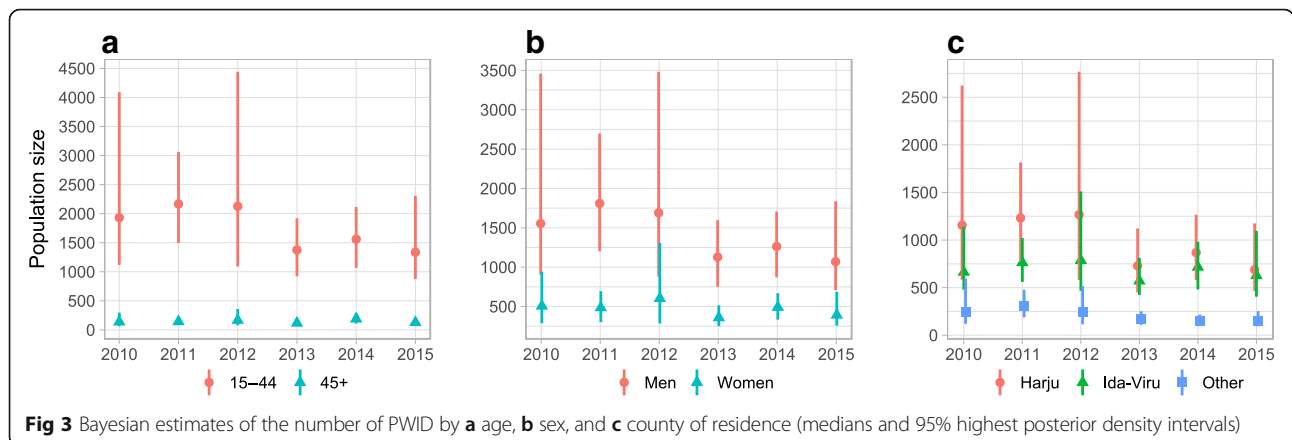 a
b
c
Population size
4500
4000
3500
3000
2500
2000
1500
1000
500
0
2010 2011 2012 2013 2014 2015
15–44 45+
3500
3000
2500
2000
1500
1000
500
2010 2011 2012 2013 2014 2015
Men Women
2500
2000
1500
1000
500
0
2010 2011 2012 2013 2014 2015
Harju Ida-Viru Other
Fig 3 Bayesian estimates of the number of PWID by a age, b sex, and c county of residence (medians and 95% highest posterior density intervals)